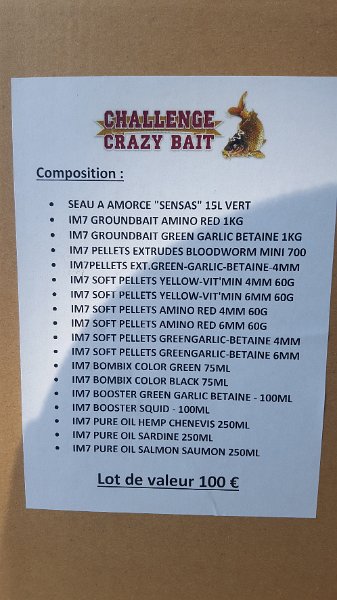 CHALLENGE
CRAZY BAIT
Composition :
• SEAU A AMORCE "SENSAS" 15L VERT
• IM7 GROUNDBAIT AMINO RED 1KG
• IM7 GROUNDBAIT GREEN GARLIC BETAINE 1KG
• IM7 PELLETS EXTRUDES BLOODWORM MINI 700
• IM7PELLETS EXT.GREEN-GARLIC-BETAINE-4MM
• IM7 SOFT PELLETS YELLOW-VIT'MIN 4MM 60G
• IM7 SOFT PELLETS YELLOW-VIT'MIN 6MM 60G
• IM7 SOFT PELLETS AMINO RED 4MM 60G
• IM7 SOFT PELLETS AMINO RED 6MM 60G
• IM7 SOFT PELLETS GREENGARLIC-BETAINE 4MM
• IM7 SOFT PELLETS GREENGARLIC-BETAINE 6MM
• IM7 BOMBIX COLOR GREEN 75ML
• IM7 BOMBIX COLOR BLACK 75ML
• IM7 BOOSTER GREEN GARLIC BETAINE - 100ML
• IM7 BOOSTER SQUID - 100ML
• IM7 PURE OIL HEMP CHENEVIS 250ML
• IM7 PURE OIL SARDINE 250ML
• IM7 PURE OIL SALMON SAUMON 250ML
Lot de valeur 100 €